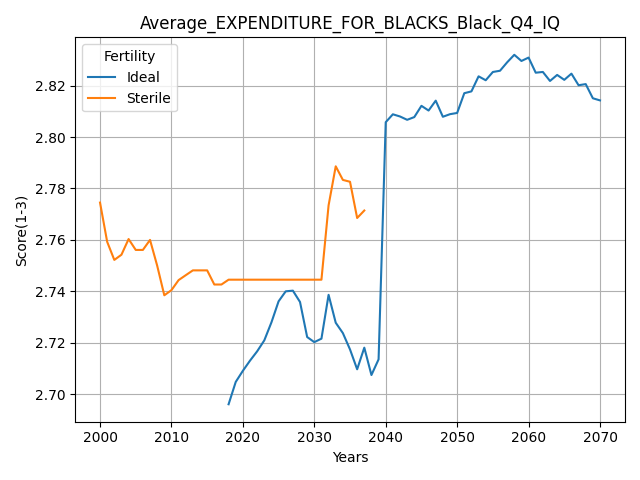 Average_EXPENDITURE_FOR_BLACKS_Black_Q4_IQ
Fertility
Ideal
Sterile
Score(1-3)
2.82
2.80
2.78
2.76
2.74
2.72
2.70
2000 2010 2020 2030 2040 2050 2060 2070
Years